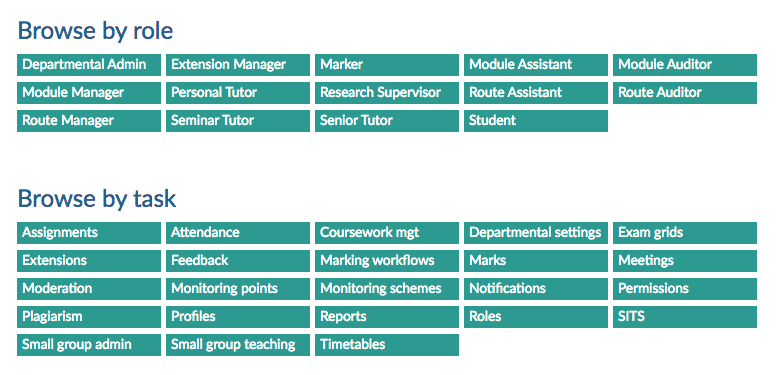 Browse by role
Departmental Admin Extension Manager Marker Module Assistant Module Auditor
Module Manager Personal Tutor Research Supervisor Route Assistant Route Auditor
Route Manager Seminar Tutor Senior Tutor Student
Browse by task
Assignments Attendance Coursework mgt Departmental settings Exam grids
Extensions Feedback Marking workflows Marks Meetings
Moderation Monitoring points Monitoring schemes Notifications Permissions
Plagiarism Profiles Reports Roles SITS
Small group admin Small group teaching Timetables